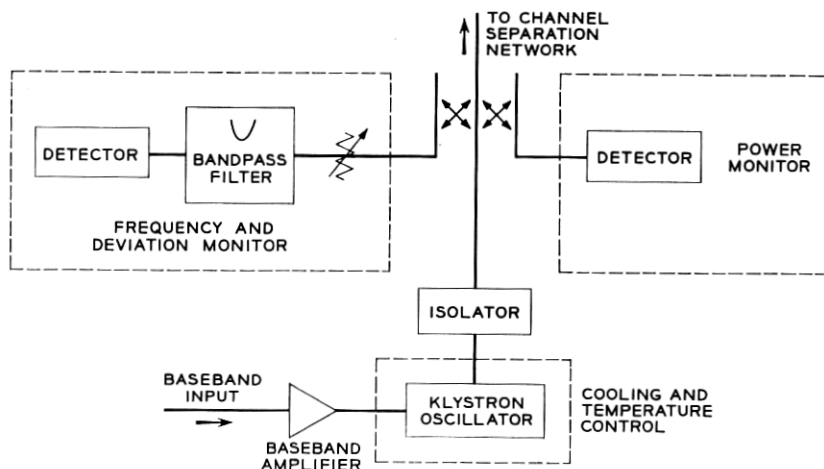 TO CHANNEL
SEPARATION
NETWORK
DETECTOR
BANDPASS
FILTER
FREQUENCY AND
DEVIATION MONITOR
DETECTOR
POWER
MONITOR
ISOLATOR
BASEBAND
INPUT
BASEBAND
AMPLIFIER
KLYSTRON
OSCILLATOR
COOLING AND
TEMPERATURE
CONTROL